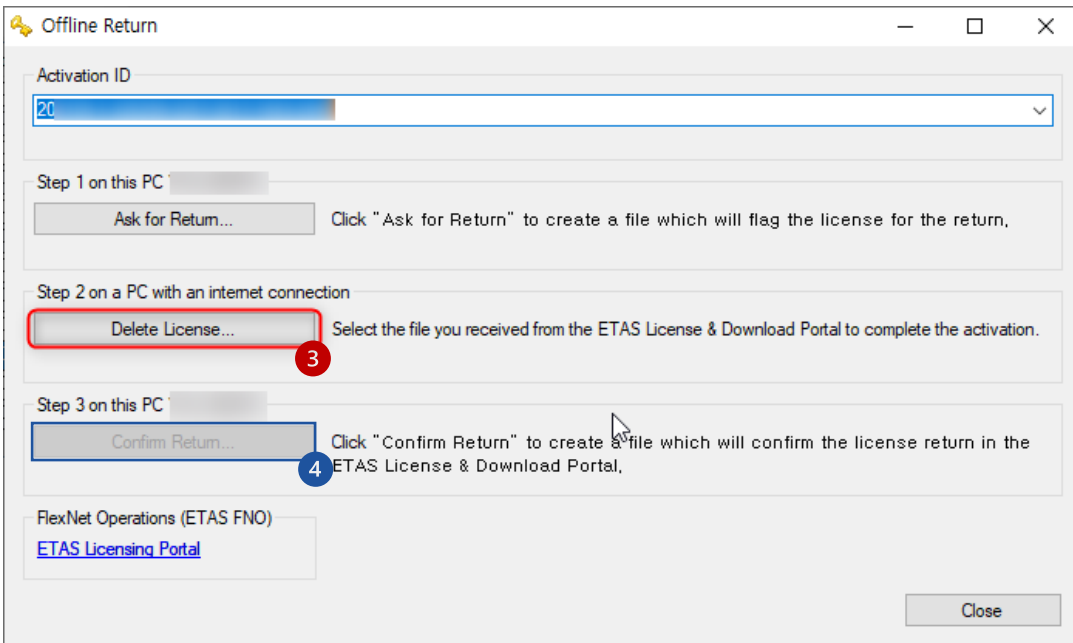 Offline Return
Activation ID
20
Step 1 on this PC
Ask for Return...
Click "Ask for Return" to create a file which will flag the license for the return,
Step 2 on a PC with an internet connection
Delete License...
Select the file you received from the ETAS License & Download Portal to complete the activation.
3
Step 3 on this PC
Confirm Return...
Click "Confirm Return" to create a file which will confirm the license return in the
ETAS License & Download Portal,
4
FlexNet Operations (ETAS FNO)
ETAS Licensing Portal
Close